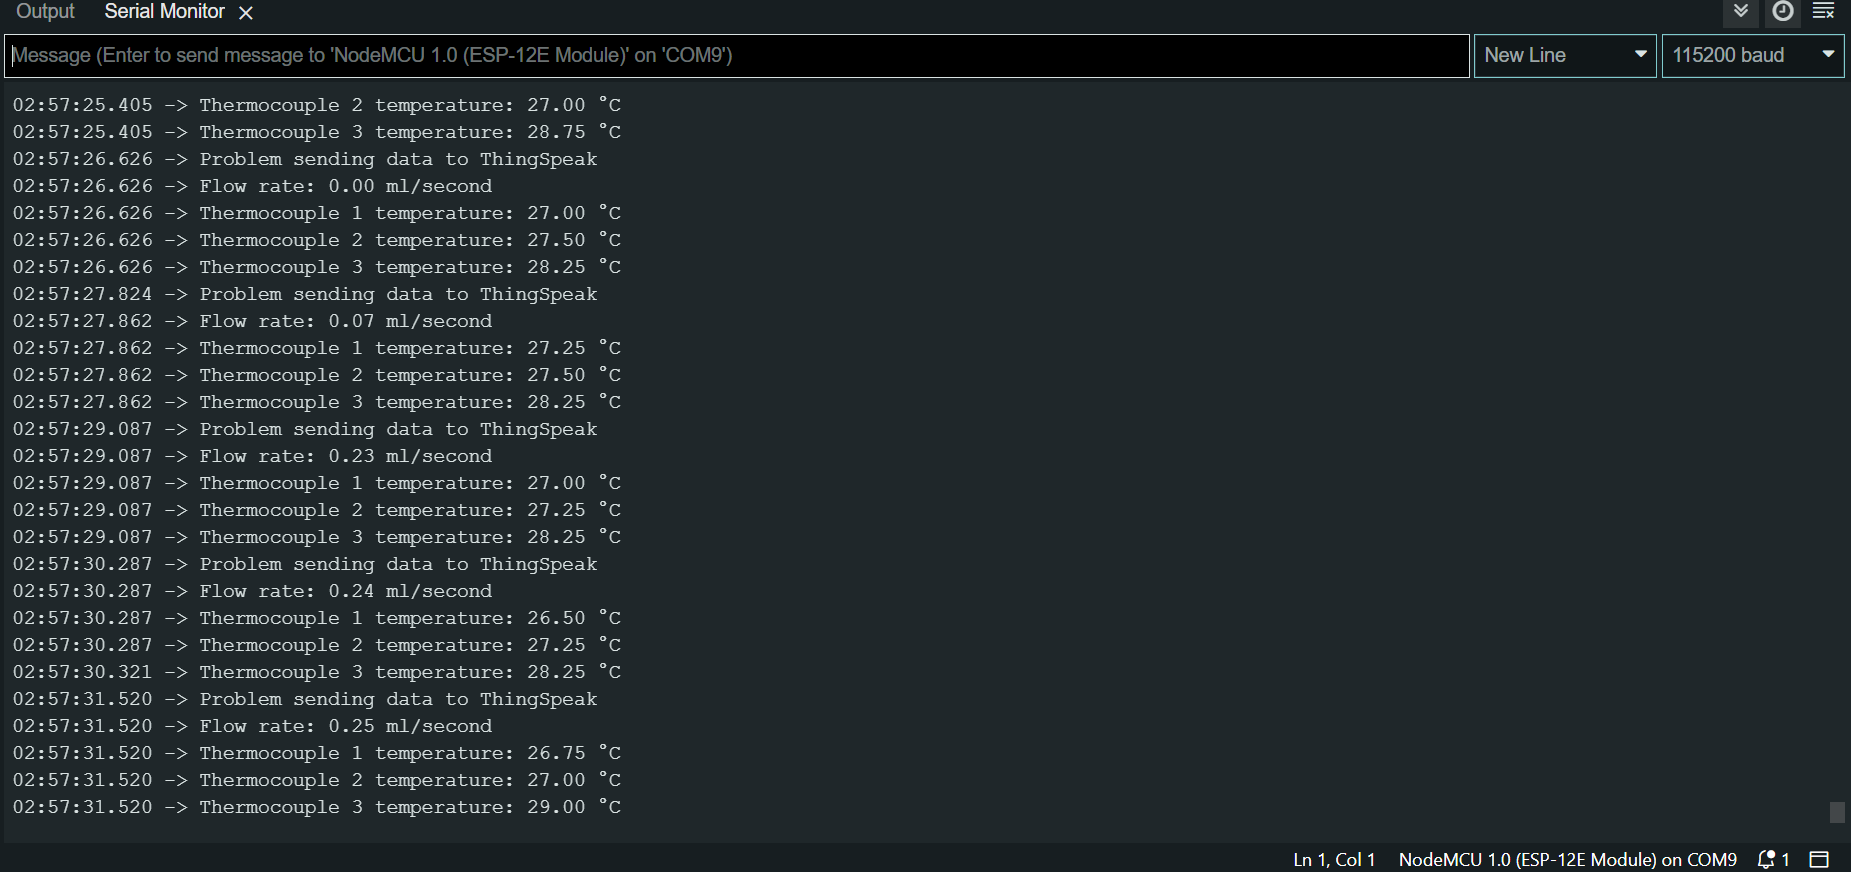 Output Serial Monitor
Message (Enter to send message to 'NodeMCU 1.0 (ESP-12E Module)' on 'COM9') New Line 115200 baud
02:57:25.405 -> Thermocouple 2 temperature: 27.00 °C
02:57:25.405 -> Thermocouple 3 temperature: 28.75 °C
02:57:26.626 -> Problem sending data to ThingSpeak
02:57:26.626 -> Flow rate: 0.00 ml/second
02:57:26.626 -> Thermocouple 1 temperature: 27.00 °C
02:57:26.626 -> Thermocouple 2 temperature: 27.50 °C
02:57:26.626 -> Thermocouple 3 temperature: 28.25 °C
02:57:27.824 -> Problem sending data to ThingSpeak
02:57:27.862 -> Flow rate: 0.07 ml/second
02:57:27.862 -> Thermocouple 1 temperature: 27.25 °C
02:57:27.862 -> Thermocouple 2 temperature: 27.50 °C
02:57:27.862 -> Thermocouple 3 temperature: 28.25 °C
02:57:29.087 -> Problem sending data to ThingSpeak
02:57:29.087 -> Flow rate: 0.23 ml/second
02:57:29.087 -> Thermocouple 1 temperature: 27.00 °C
02:57:29.087 -> Thermocouple 2 temperature: 27.25 °C
02:57:29.087 -> Thermocouple 3 temperature: 28.25 °C
02:57:30.287 -> Problem sending data to ThingSpeak
02:57:30.287 -> Flow rate: 0.24 ml/second
02:57:30.287 -> Thermocouple 1 temperature: 26.50 °C
02:57:30.287 -> Thermocouple 2 temperature: 27.25 °C
02:57:30.321 -> Thermocouple 3 temperature: 28.25 °C
02:57:31.520 -> Problem sending data to ThingSpeak
02:57:31.520 -> Flow rate: 0.25 ml/second
02:57:31.520 -> Thermocouple 1 temperature: 26.75 °C
02:57:31.520 -> Thermocouple 2 temperature: 27.00 °C
02:57:31.520 -> Thermocouple 3 temperature: 29.00 °C
Ln 1, Col 1 NodeMCU 1.0 (ESP-12E Module) on COM9 1